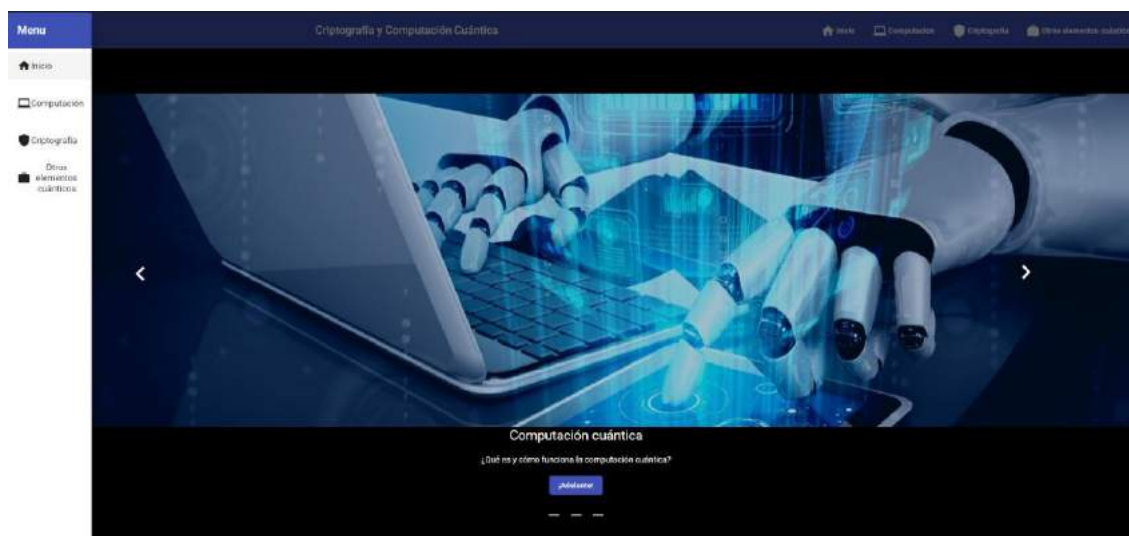 Menu
Criptografía y Computación Cuántica
Inicio
Computación
Criptografía
Otros elementos cuánticos
Inicio
Computación
Criptografía
Otros
elementos
cuánticos
Computación cuántica
¿Qué es y cómo funciona la computación cuántica?
¡Adelante!